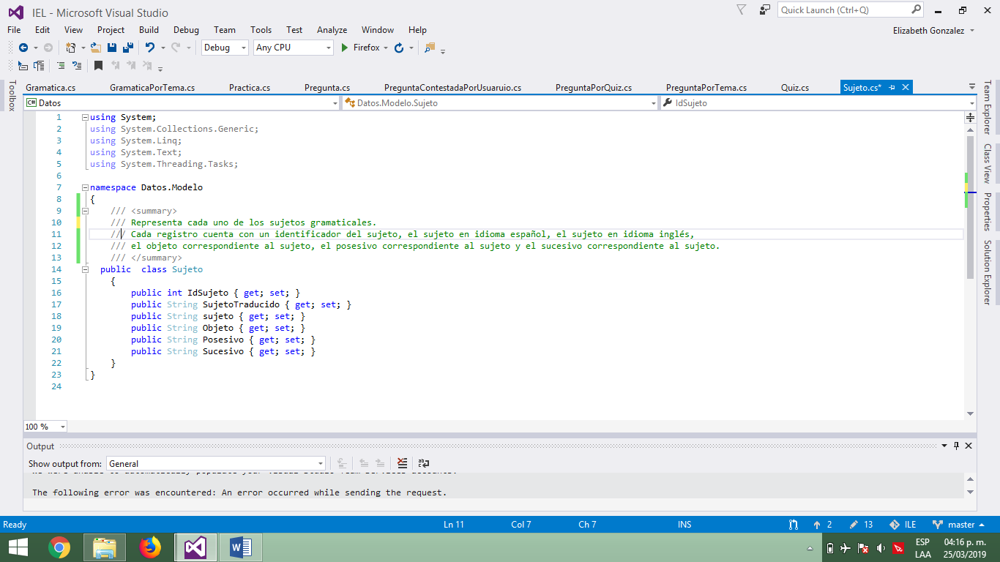 IEL - Microsoft Visual Studio
Quick Launch (Ctrl+Q)
File Edit View Project Build Debug Team Tools Test Analyze Window Help
Elizabeth Gonzalez
Debug Any CPU Firefox
Toolbox
Gramatica.cs GramaticaPorTema.cs Practica.cs Pregunta.cs PreguntaContestadaPorUsuaruio.cs PreguntaPorQuiz.cs PreguntaPorTema.cs Quiz.cs Sujeto.cs*
C# Datos Datos.Modelo.Sujeto IdSujeto
1 using System;
2 using System.Collections.Generic;
3 using System.Linq;
4 using System.Text;
5 using System.Threading.Tasks;
6
7 namespace Datos.Modelo
8 {
9 /// <summary>
10 /// Representa cada uno de los sujetos gramaticales.
11 /// Cada registro cuenta con un identificador del sujeto, el sujeto en idioma español, el sujeto en idioma inglés,
12 /// el objeto correspondiente al sujeto, el posesivo correspondiente al sujeto y el sucesivo correspondiente al sujeto.
13 /// </summary>
14 public  class Sujeto
15 {
16 public int IdSujeto { get; set; }
17 public String SujetoTraducido { get; set; }
18 public String sujeto { get; set; }
19 public String Objeto { get; set; }
20 public String Posesivo { get; set; }
21 public String Sucesivo { get; set; }
22 }
23 }
24
Team Explorer
Class View
Properties
Solution Explorer
100 %
Output
Show output from: General
The following error was encountered: An error occurred while sending the request.
Ready Ln 11 Col 7 Ch 7 INS 2 13 ILE master
ESP 04:16 p. m.
LAA 25/03/2019